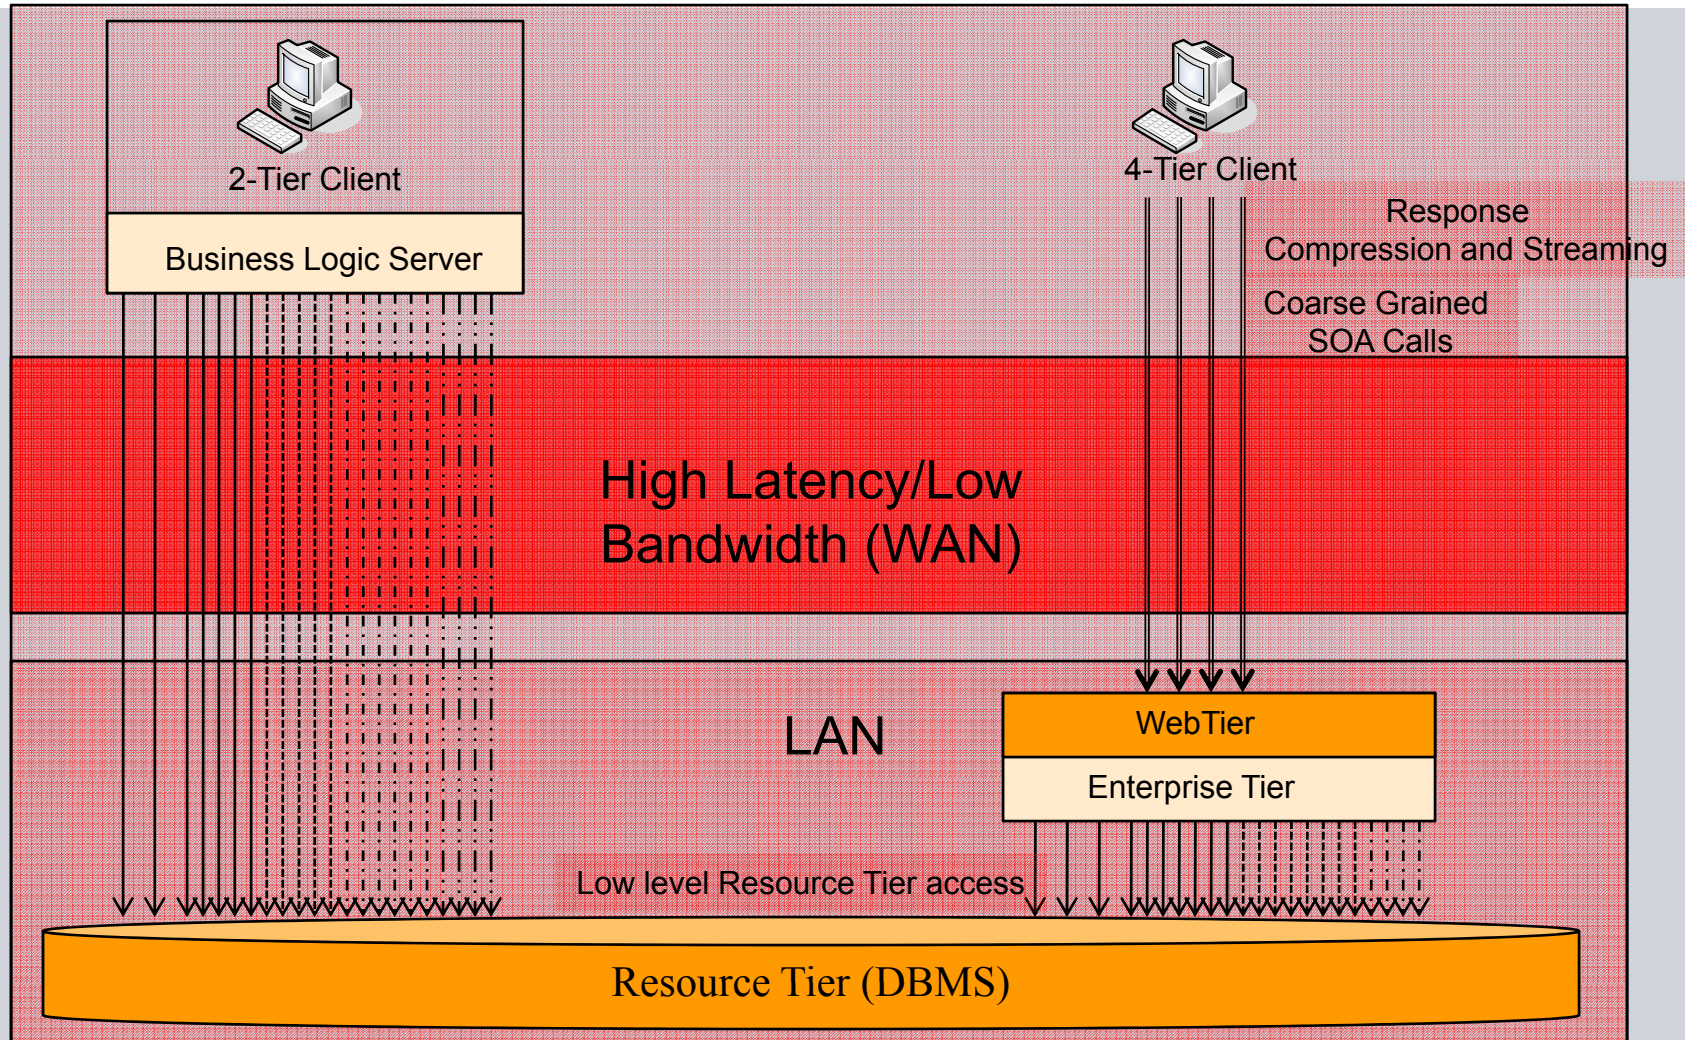 2-Tier Client
Business Logic Server
4-Tier Client
Response
Compression and Streaming
Coarse Grained
SOA Calls
High Latency/Low
Bandwidth (WAN)
LAN
WebTier
Enterprise Tier
Low level Resource Tier access
Resource Tier (DBMS)